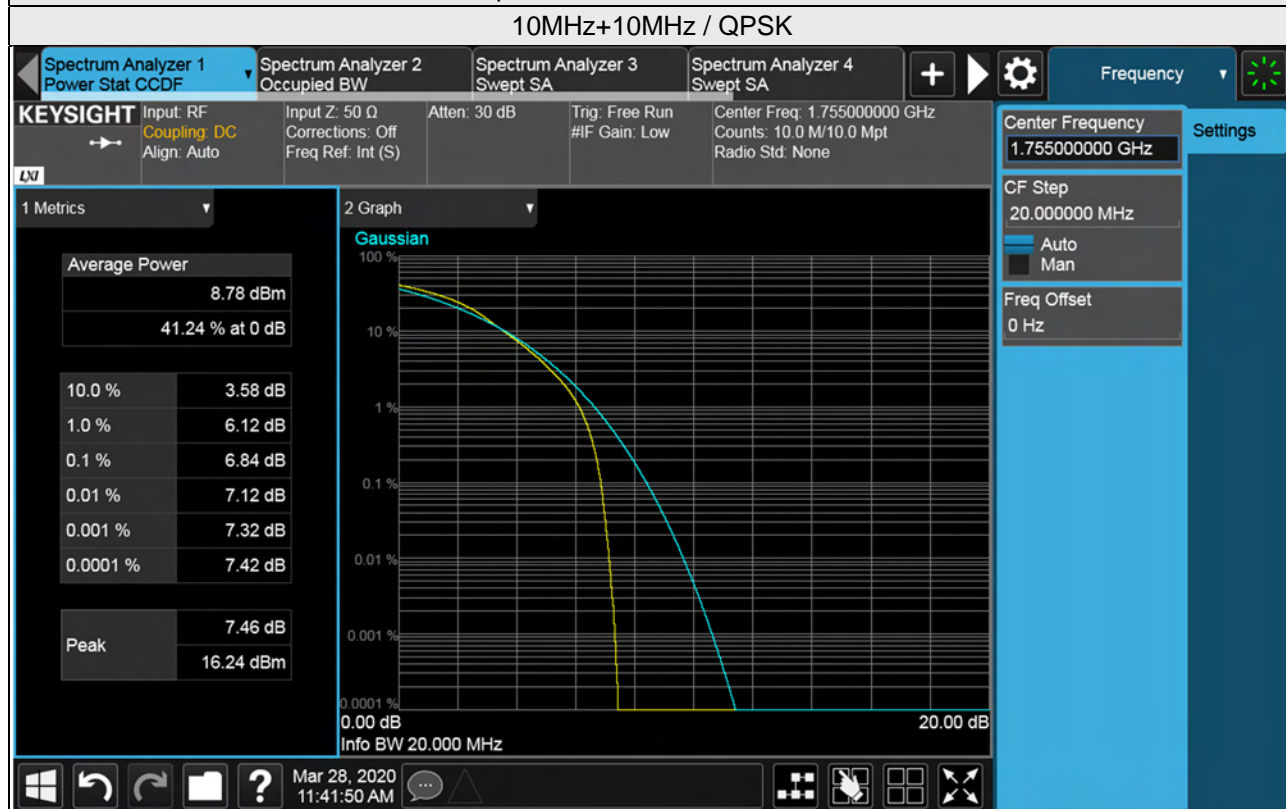 10MHz+10MHz / QPSK
Spectrum Analyzer 1
Power Stat CCDF
Spectrum Analyzer 2
Occupied BW
Spectrum Analyzer 3
Swept SA
Spectrum Analyzer 4
Swept SA
+
Frequency
KEYSIGHT
LXI
Input: RF
Coupling: DC
Align: Auto
Input Z: 50 Ω
Corrections: Off
Freq Ref: Int (S)
Atten: 30 dB
Trig: Free Run
#IF Gain: Low
Center Freq: 1.755000000 GHz
Counts: 10.0 M/10.0 Mpt
Radio Std: None
Center Frequency
1.755000000 GHz
Settings
CF Step
20.000000 MHz
Auto
Man
Freq Offset
0 Hz
1 Metrics
Average Power
8.78 dBm
41.24 % at 0 dB
10.0 % 3.58 dB
1.0 % 6.12 dB
0.1 % 6.84 dB
0.01 % 7.12 dB
0.001 % 7.32 dB
0.0001 % 7.42 dB
Peak
7.46 dB
16.24 dBm
2 Graph
Gaussian
100 %
10 %
1 %
0.1 %
0.01 %
0.001 %
0.0001 %
0.00 dB
20.00 dB
Info BW 20.000 MHz
?
Mar 28, 2020
11:41:50 AM